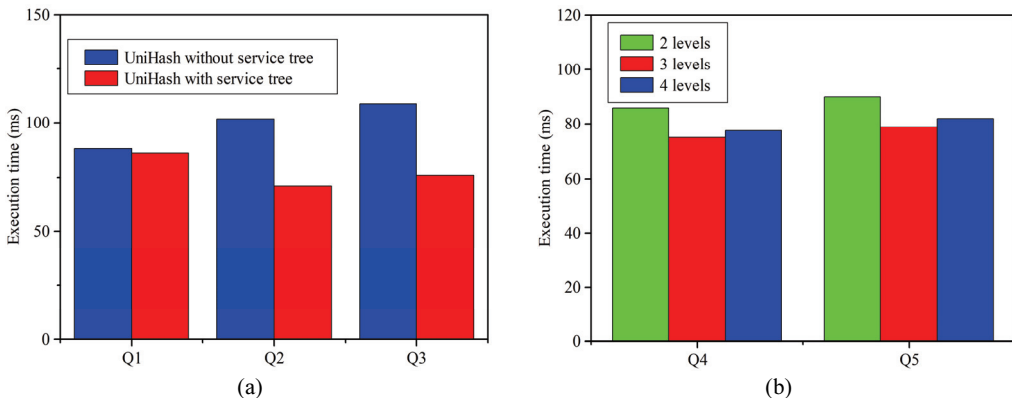 150
100
50
0
Execution time (ms)
UniHash without service tree
UniHash with service tree
Q1 Q2 Q3
(a)
120
100
80
60
40
20
0
Execution time (ms)
2 levels
3 levels
4 levels
Q4 Q5
(b)